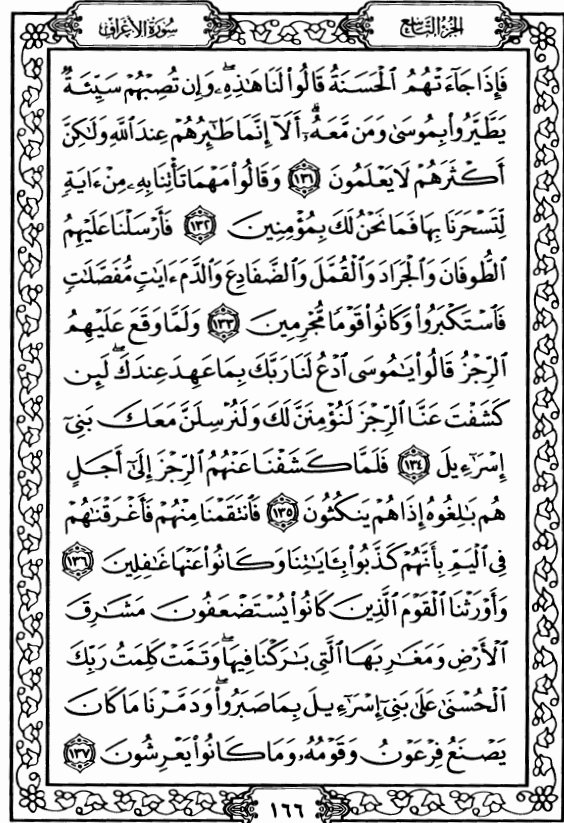 الجزء التاسع
سورة الأعراف
فَإِذَا جَآءَتْهُمُ ٱلْحَسَنَةُ قَالُوا۟ لَنَا هَٰذِهِۦۖ وَإِن تُصِبْهُمْ سَيِّئَةٌۭ
يَطَّيَّرُوا۟ بِمُوسَىٰ وَمَن مَّعَهُۥٓۗ أَلَآ إِنَّمَا طَٰٓئِرُهُمْ عِندَ ٱللَّهِ وَلَٰكِنَّ
أَكْثَرَهُمْ لَا يَعْلَمُونَ ١٣١ وَقَالُوا۟ مَهْمَا تَأْتِنَا بِهِۦ مِنْ ءَايَةٍۢ
لِّتَسْحَرَنَا بِهَا فَمَا نَحْنُ لَكَ بِمُؤْمِنِينَ ١٣٢ فَأَرْسَلْنَا عَلَيْهِمُ
ٱلطُّوفَانَ وَٱلْجَرَادَ وَٱلْقُمَّلَ وَٱلضَّفَادِعَ وَٱلدَّمَ ءَايَٰتٍۢ مُّفَصَّلَٰتٍۢ
فَٱسْتَكْبَرُوا۟ وَكَانُوا۟ قَوْمًۭا مُّجْرِمِينَ ١٣٣ وَلَمَّا وَقَعَ عَلَيْهِمُ
ٱلرِّجْزُ قَالُوا۟ يَٰمُوسَى ٱدْعُ لَنَا رَبَّكَ بِمَا عَهِدَ عِندَكَۖ لَئِن
كَشَفْتَ عَنَّا ٱلرِّجْزَ لَنُؤْمِنَنَّ لَكَ وَلَنُرْسِلَنَّ مَعَكَ بَنِىٓ
إِسْرَٰٓءِيلَ ١٣٤ فَلَمَّا كَشَفْنَا عَنْهُمُ ٱلرِّجْزَ إِلَىٰٓ أَجَلٍ
هُم بَٰلِغُوهُ إِذَا هُمْ يَنكُثُونَ ١٣٥ فَٱنتَقَمْنَا مِنْهُمْ فَأَغْرَقْنَٰهُمْ
فِى ٱلْيَمِّ بِأَنَّهُمْ كَذَّبُوا۟ بِـَٔايَٰتِنَا وَكَانُوا۟ عَنْهَا غَٰفِلِينَ ١٣٦
وَأَوْرَثْنَا ٱلْقَوْمَ ٱلَّذِينَ كَانُوا۟ يُسْتَضْعَفُونَ مَشَٰرِقَ
ٱلْأَرْضِ وَمَغَٰرِبَهَا ٱلَّتِى بَٰرَكْنَا فِيهَاۖ وَتَمَّتْ كَلِمَتُ رَبِّكَ
ٱلْحُسْنَىٰ عَلَىٰ بَنِىٓ إِسْرَٰٓءِيلَ بِمَا صَبَرُوا۟ۖ وَدَمَّرْنَا مَا كَانَ
يَصْنَعُ فِرْعَوْنُ وَقَوْمُهُۥ وَمَا كَانُوا۟ يَعْرِشُونَ ١٣٧
١٦٦